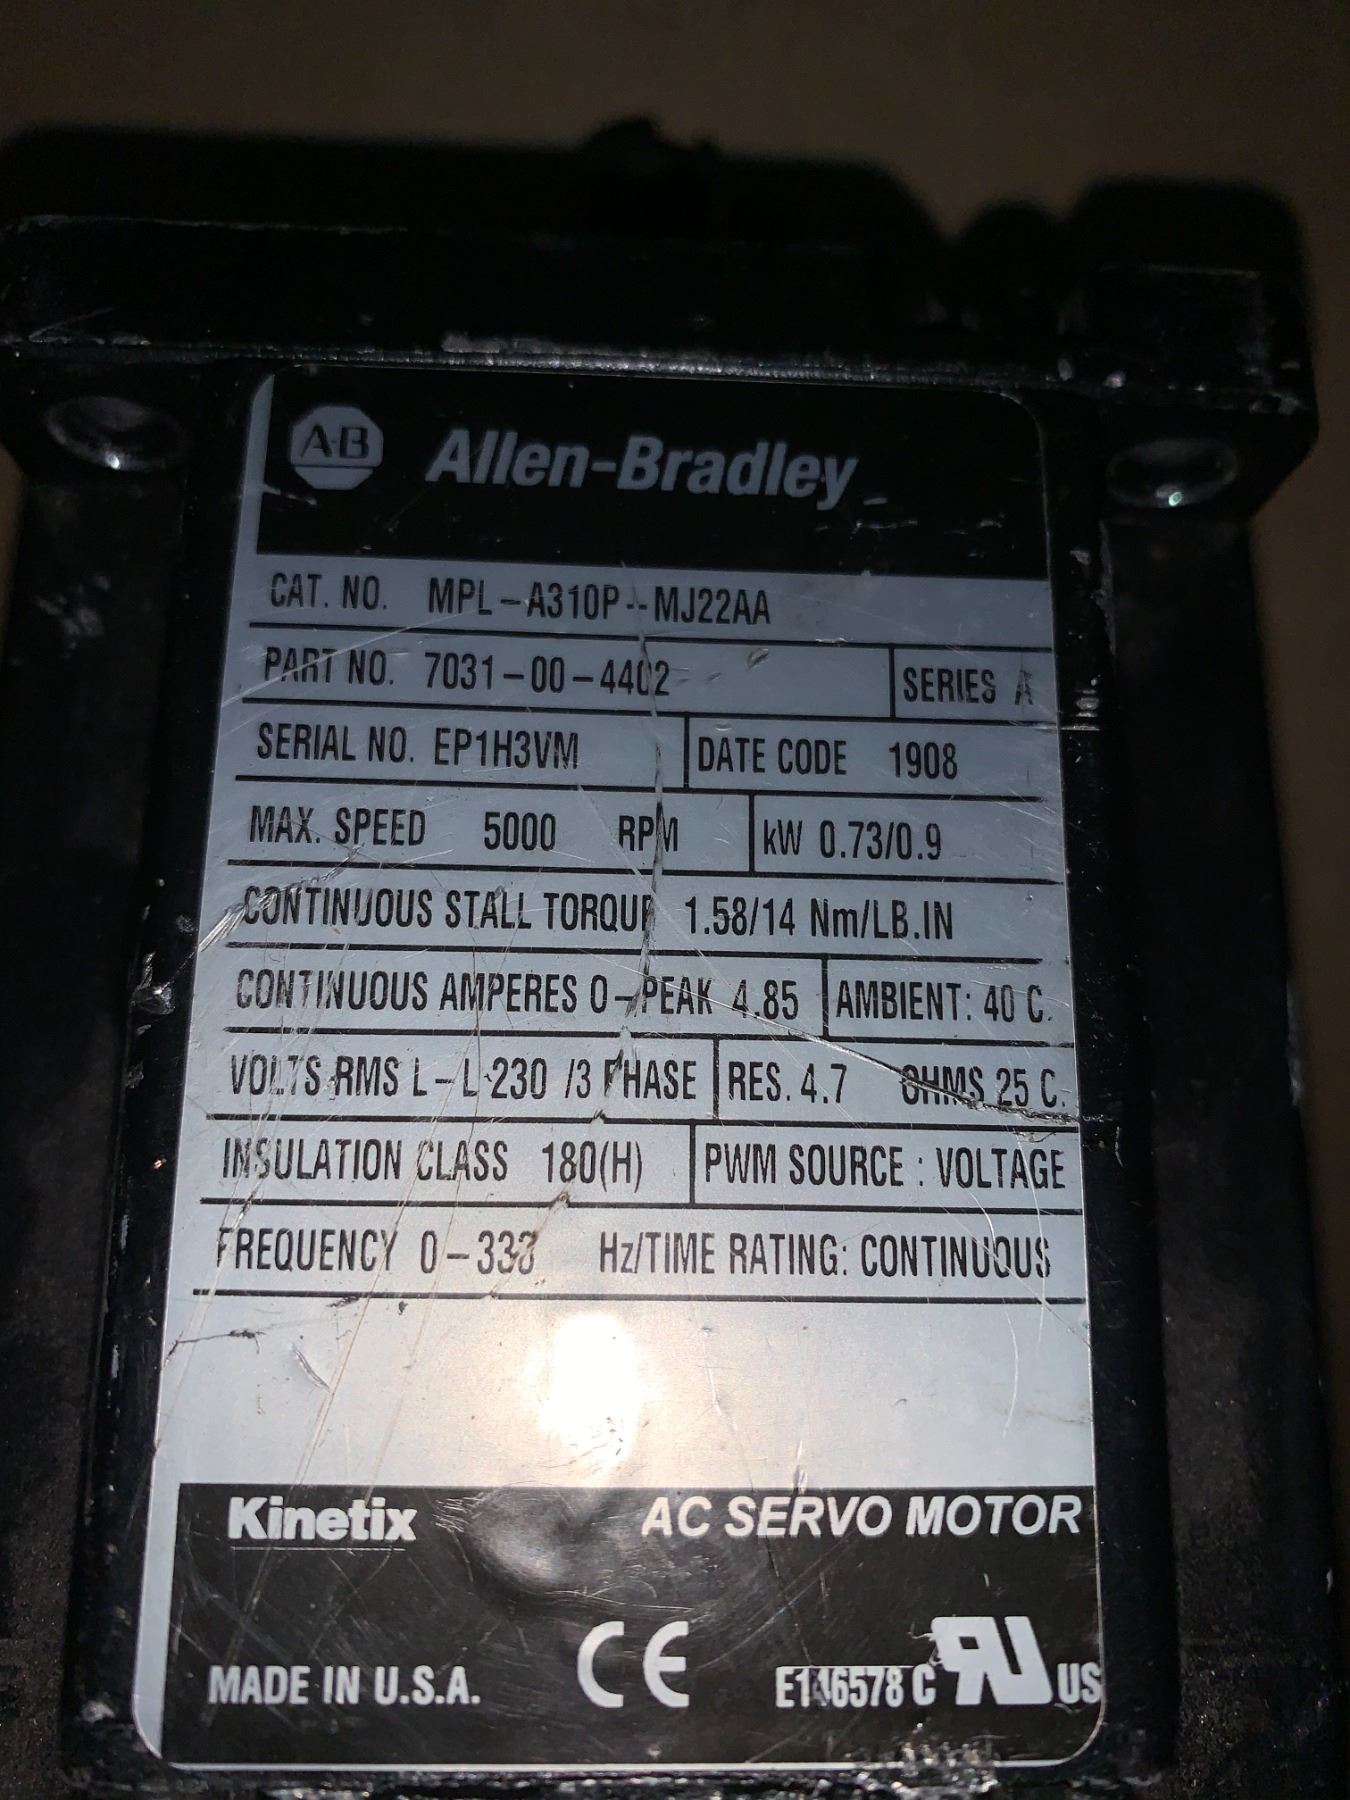 A-B Allen-Bradley
CAT. NO. MPL-A310P--MJ22AA
PART NO. 7031-00-4402 SERIES A
SERIAL NO. EP1H3VM DATE CODE 1908
MAX. SPEED 5000 RPM kW 0.73/0.9
CONTINUOUS STALL TORQUE 1.58/14 Nm/LB.IN
CONTINUOUS AMPERES 0-PEAK 4.85 AMBIENT: 40 C.
VOLTS RMS L-L 230 /3 PHASE RES. 4.7 OHMS 25 C.
INSULATION CLASS 180(H) PWM SOURCE : VOLTAGE
FREQUENCY 0-333 Hz/TIME RATING: CONTINUOUS
Kinetix AC SERVO MOTOR
MADE IN U.S.A. CE E146578 C RU US